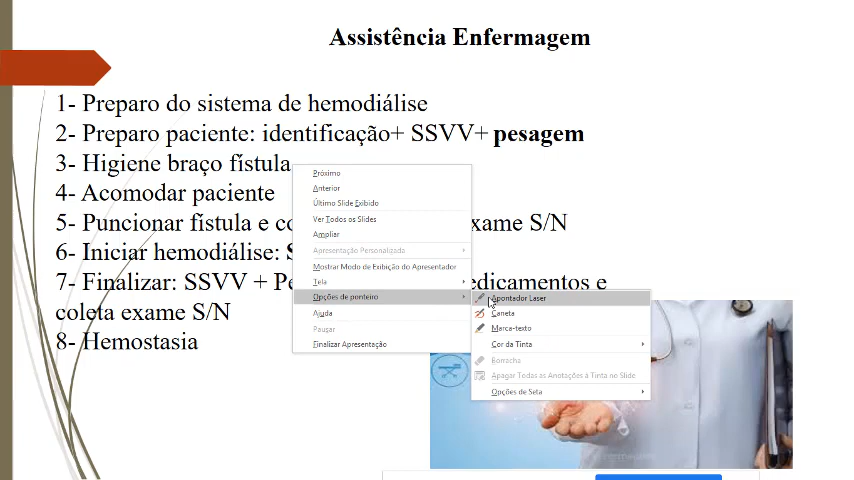 Assistência Enfermagem
1- Preparo do sistema de hemodiálise
2- Preparo paciente: identificação+ SSVV+ pesagem
3- Higiene braço fístula
4- Acomodar paciente
5- Puncionar fístula e co xame S/N
6- Iniciar hemodiálise: S
7- Finalizar: SSVV + Pe edicamentos e
coleta exame S/N
8- Hemostasia
Próximo
Anterior
Último Slide Exibido
Ver Todos os Slides
Ampliar
Apresentação Personalizada
Mostrar Modo de Exibição do Apresentador
Tela
Opções de ponteiro
Ajuda
Pausar
Finalizar Apresentação
Apontador Laser
Caneta
Marca-texto
Cor da Tinta
Borracha
Apagar Todas as Anotações à Tinta no Slide
Opções de Seta